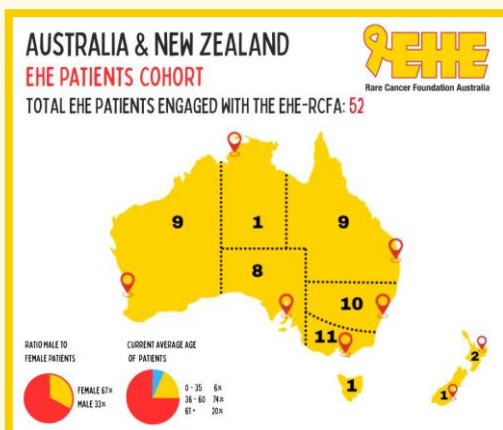 AUSTRALIA & NEW ZEALAND
EHE PATIENTS COHORT
TOTAL EHE PATIENTS ENGAGED WITH THE EHE-RCFA: 52
EHE
Rare Cancer Foundation Australia
9
1
9
8
10
11
1
2
1
RATIO MALE TO
FEMALE PATIENTS
FEMALE 67%
MALE 33%
CURRENT AVERAGE AGE
OF PATIENTS
0 - 35 6%
36 - 60 74%
61+ 20%